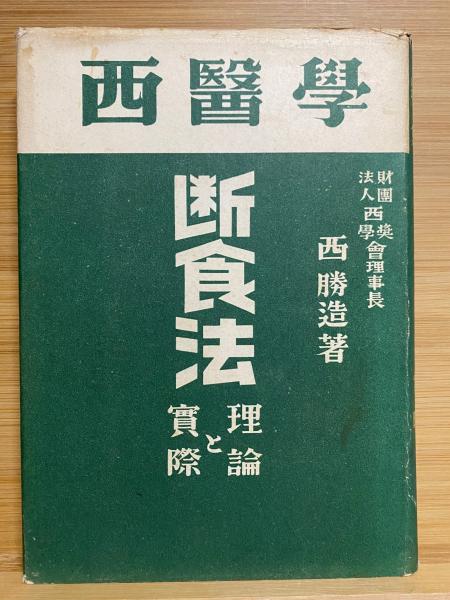 西醫學
財團法人西奬學會理事長
西勝造著
断食法
理論と實際